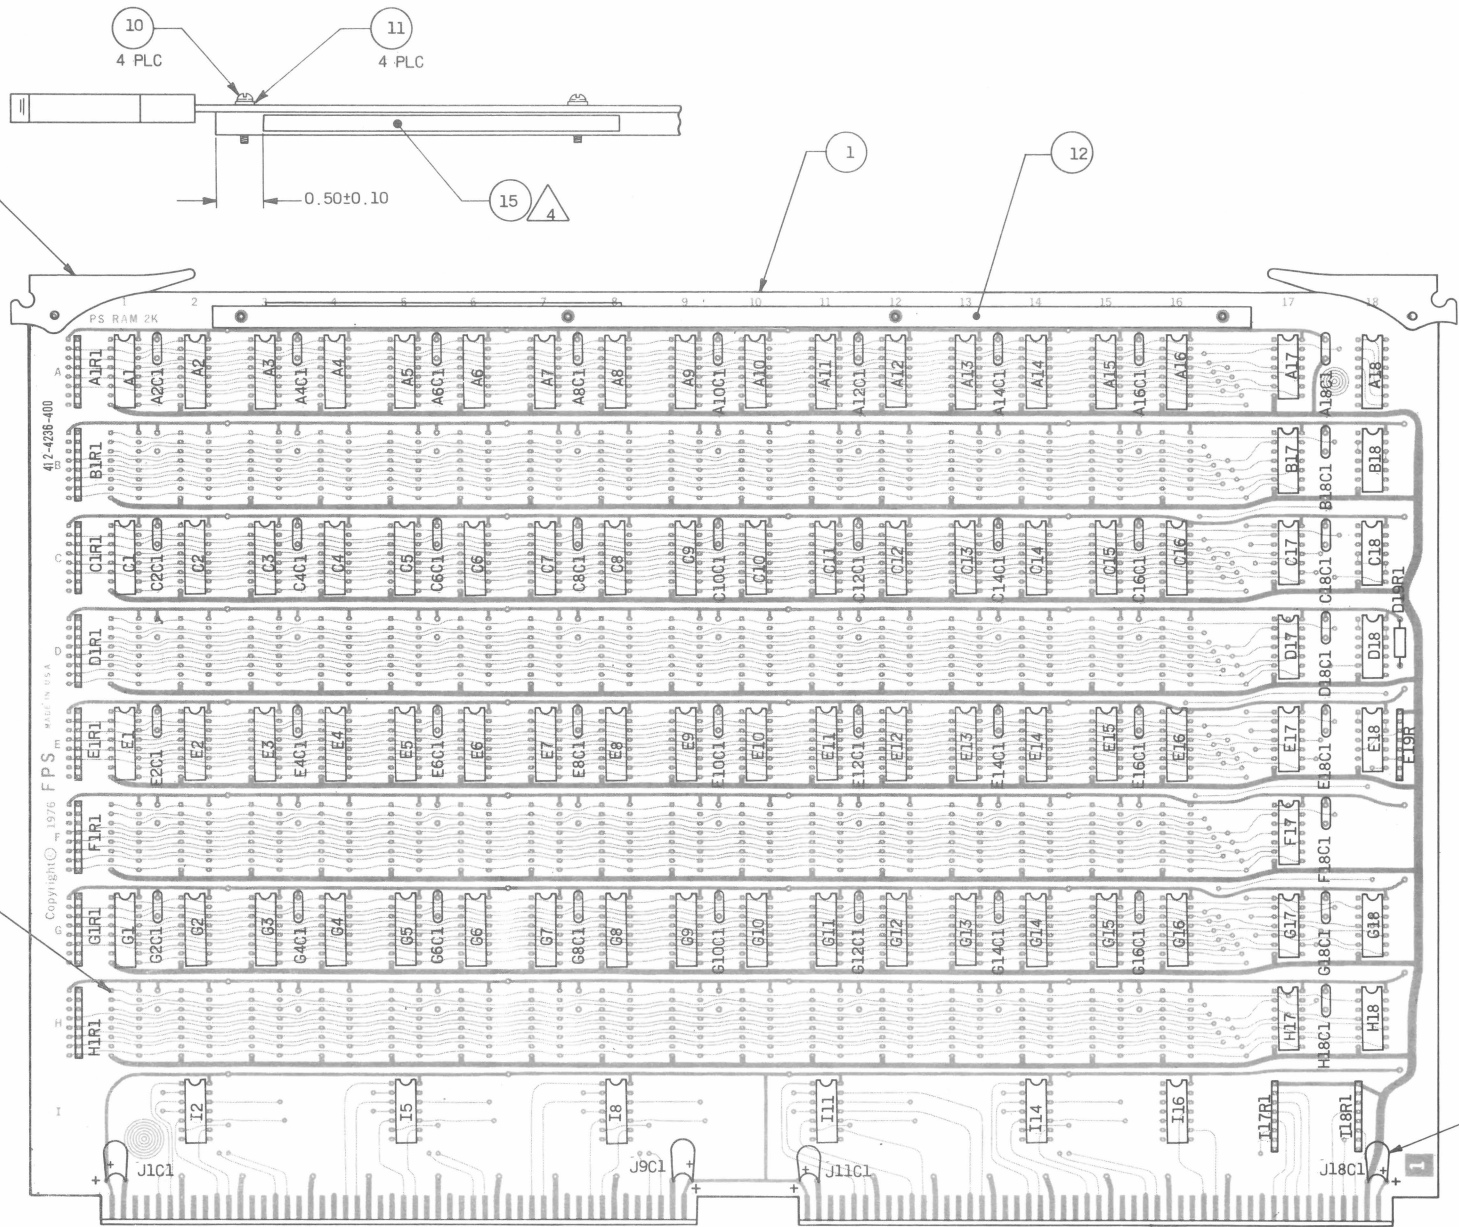 10
4 PLC
11
4 PLC
0.50±0.10
15
4
1
12
1 2 3 4 5 6 7 8 9 10 11 12 13 14 15 16 17 18
PS RAM 2K
A A1R1 A1 A2C1 A2 A3 A4C1 A4 A5 A6C1 A6 A7 A8C1 A8 A9 A10C1 A10 A11 A12C1 A12 A13 A14C1 A14 A15 A16C1 A16 A17 A18C1 A18
412-4236-400
B B1R1 B17 B18C1 B18
C C1R1 C1 C2C1 C2 C3 C4C1 C4 C5 C6C1 C6 C7 C8C1 C8 C9 C10C1 C10 C11 C12C1 C12 C13 C14C1 C14 C15 C16C1 C16 C17 C18C1 C18 D19R1
D D1R1 D17 D18C1 D18
MADE IN USA
E E1R1 E1 E2C1 E2 E3 E4C1 E4 E5 E6C1 E6 E7 E8C1 E8 E9 E10C1 E10 E11 E12C1 E12 E13 E14C1 E14 E15 E16C1 E16 E17 E18C1 E18 E19R
Copyright © 1976 FPS
F F1R1 F17 F18C1
G G1R1 G1 G2C1 G2 G3 G4C1 G4 G5 G6C1 G6 G7 G8C1 G8 G9 G10C1 G10 G11 G12C1 G12 G13 G14C1 G14 G15 G16C1 G16 G17 G18C1 G18
H H1R1 H17 H18C1 H18
I I2 I5 I8 I11 I14 I16 I17R1 I18R1
+ J1C1 J9C1 + + J11C1 J18C1 + 1
+ + + +